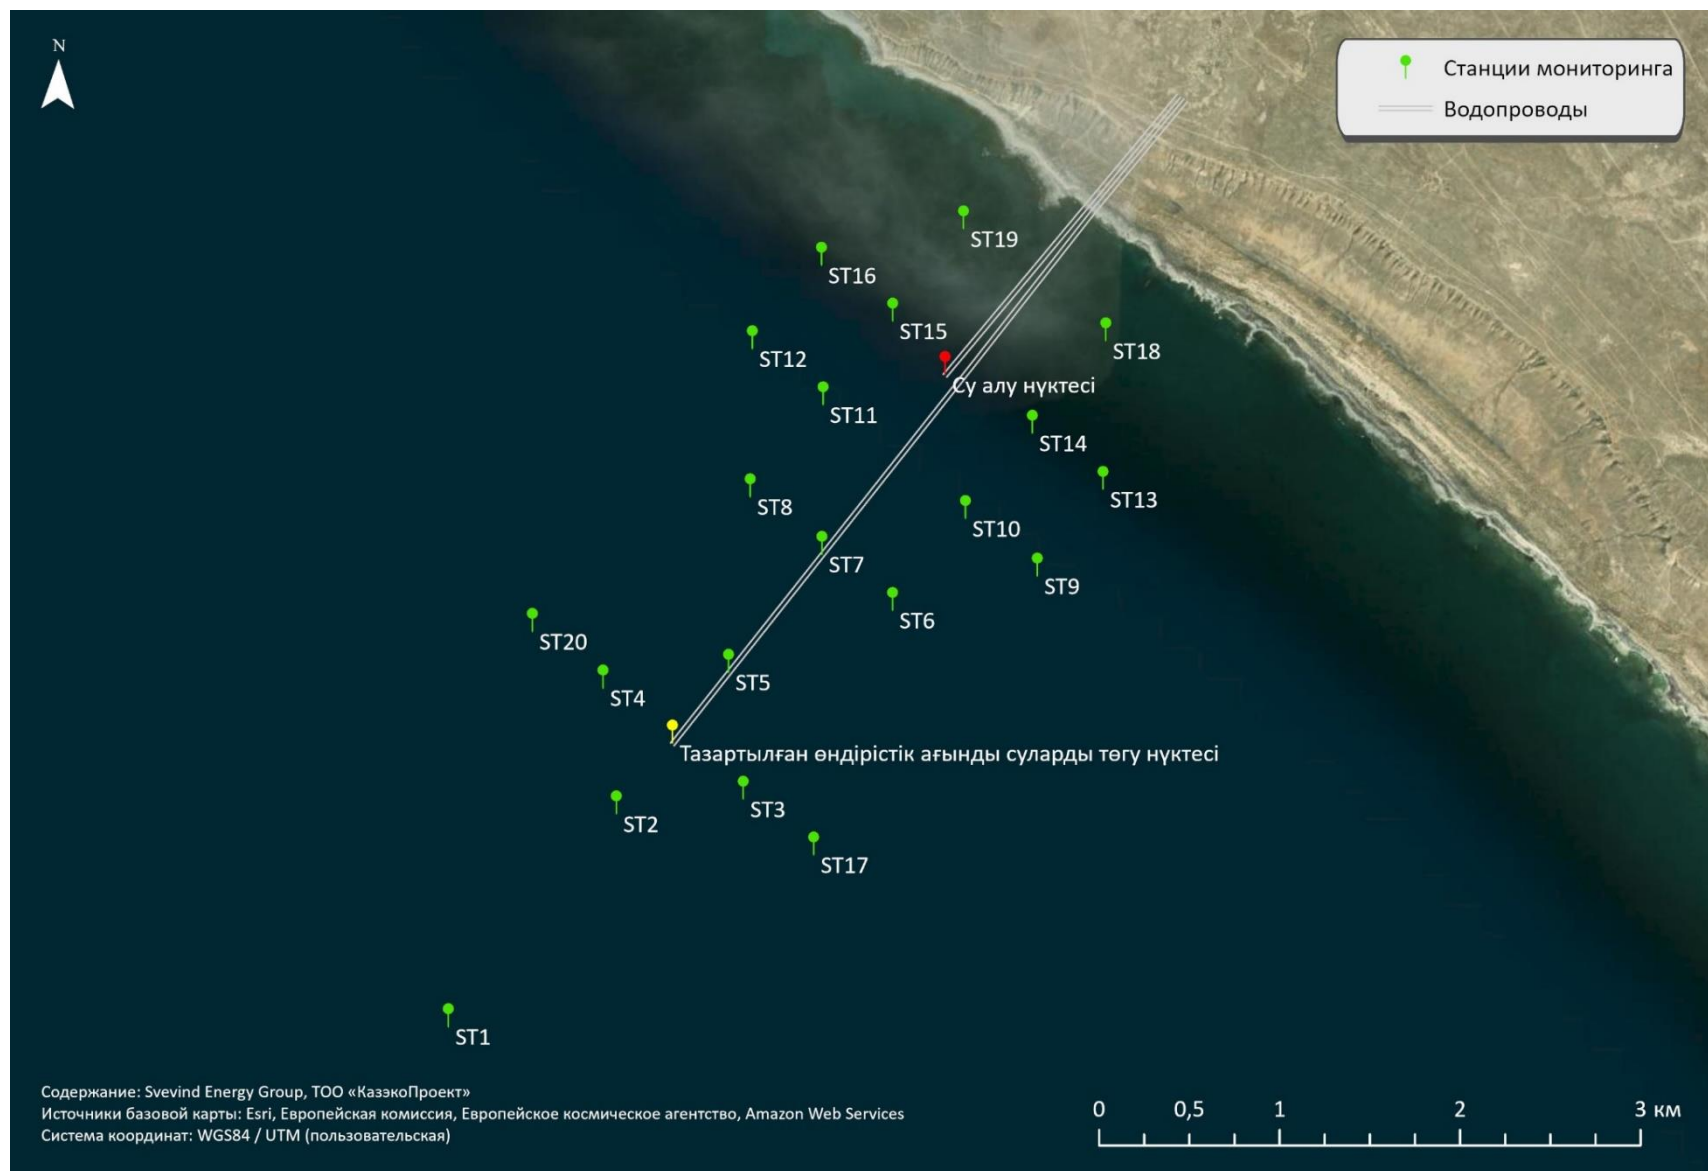 N
Станции мониторинга
Водопроводы
ST19
ST16
ST15
ST18
ST12
Су алу нүктесі
ST11
ST14
ST13
ST8
ST10
ST7
ST9
ST6
ST20
ST5
ST4
Тазартылған өндірістік ағынды суларды төгу нүктесі
ST3
ST2
ST17
ST1
Содержание: Svevind Energy Group, ТОО «КазэкоПроект»
Источники базовой карты: Esri, Европейская комиссия, Европейское космическое агентство, Amazon Web Services
Система координат: WGS84 / UTM (пользовательская)
0 0,5 1 2 3 км